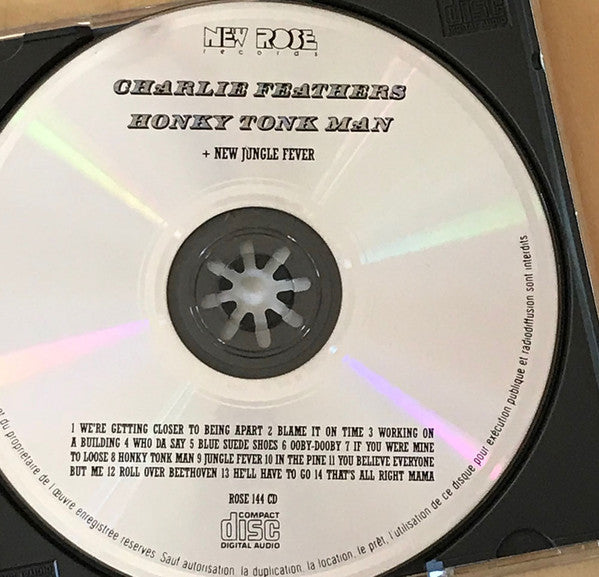 NEW ROSE
records
CHARLIE FEATHERS
HONKY TONK MAN
+ NEW JUNGLE FEVER
1 WE'RE GETTING CLOSER TO BEING APART 2 BLAME IT ON TIME 3 WORKING ON
A BUILDING 4 WHO DA SAY 5 BLUE SUEDE SHOES 6 OOBY-DOOBY 7 IF YOU WERE MINE
TO LOOSE 8 HONKY TONK MAN 9 JUNGLE FEVER 10 IN THE PINE 11 YOU BELIEVE EVERYONE
BUT ME 12 ROLL OVER BEETHOVEN 13 HE'LL HAVE TO GO 14 THAT'S ALL RIGHT MAMA
ROSE 144 CD
COMPACT
disc
DIGITAL AUDIO
du propriétaire de l'œuvre enregistrée réservés. Sauf autorisation, la duplication, la location, le prêt, l'utilisation de ce disque pour exécution publique et radiodiffusion sont interdits